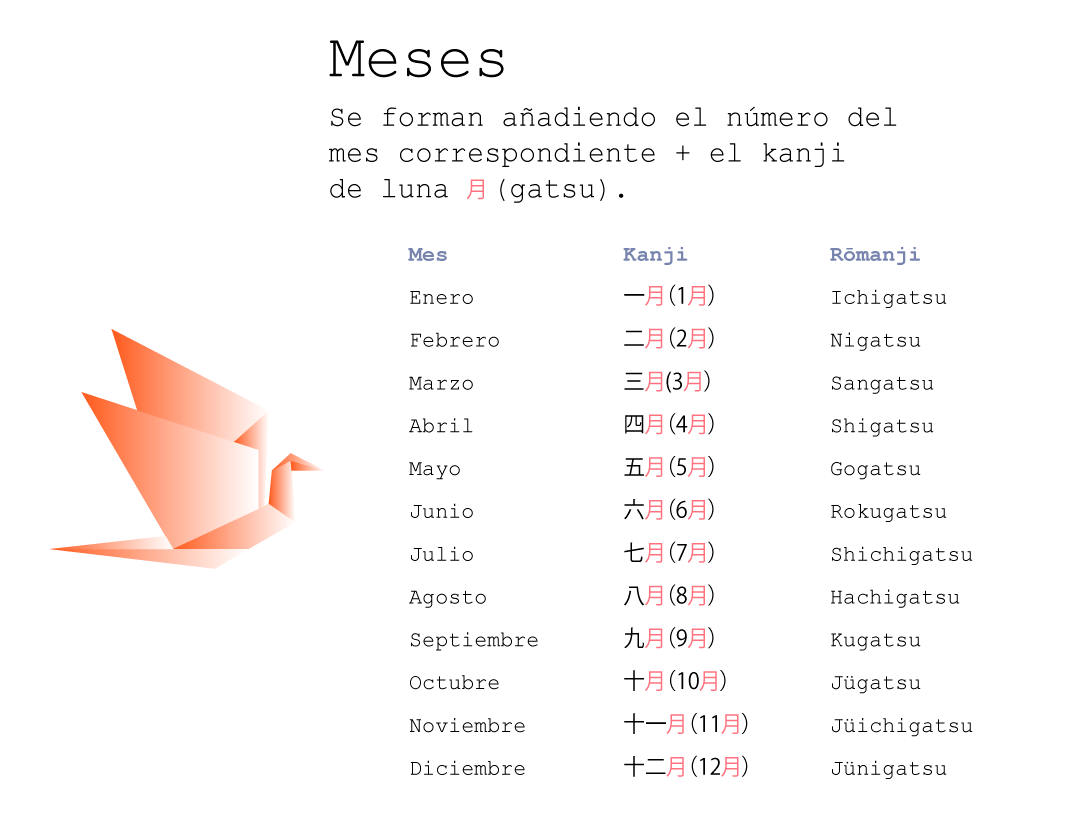 Meses
Se forman añadiendo el número del
mes correspondiente + el kanji
de luna 月(gatsu).
Mes Kanji Rōmanji
Enero 一月(1月) Ichigatsu
Febrero 二月(2月) Nigatsu
Marzo 三月(3月) Sangatsu
Abril 四月(4月) Shigatsu
Mayo 五月(5月) Gogatsu
Junio 六月(6月) Rokugatsu
Julio 七月(7月) Shichigatsu
Agosto 八月(8月) Hachigatsu
Septiembre 九月(9月) Kugatsu
Octubre 十月(10月) Jügatsu
Noviembre 十一月(11月) Jüichigatsu
Diciembre 十二月(12月) Jünigatsu